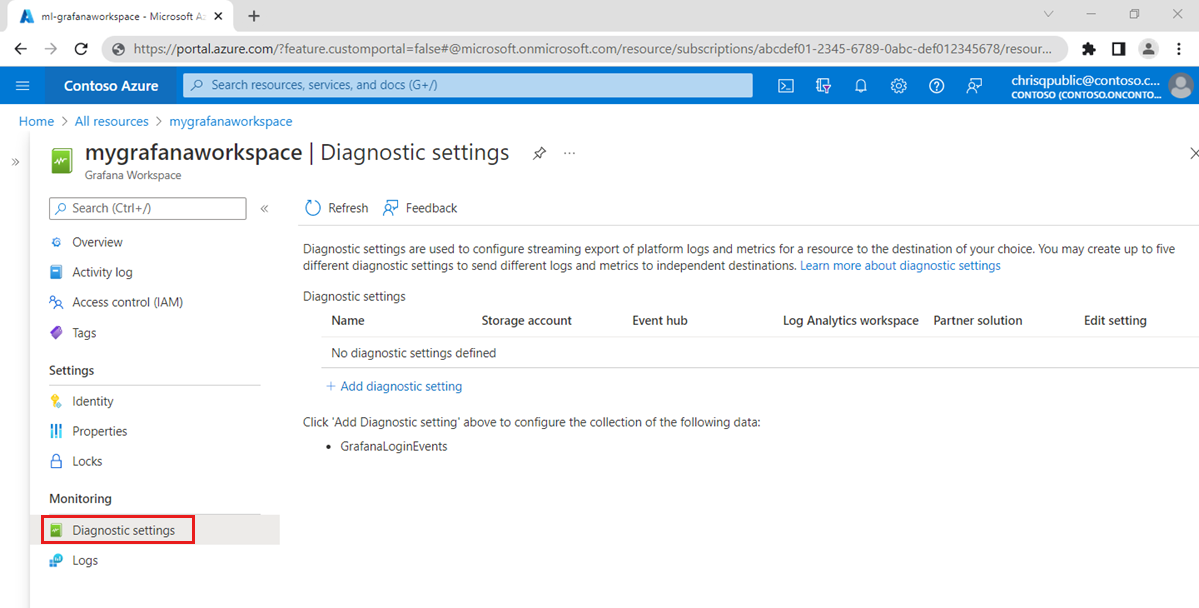 ml-grafanaworkspace - Microsoft A
https://portal.azure.com/?feature.customportal=false#@microsoft.onmicrosoft.com/resource/subscriptions/abcdef01-2345-6789-0abc-def012345678/resour...
Contoso Azure
Search resources, services, and docs (G+/)
chrisqpublic@contoso.c...
CONTOSO (CONTOSO.ONCONTO...
Home > All resources > mygrafanaworkspace
mygrafanaworkspace | Diagnostic settings
Grafana Workspace
Search (Ctrl+/)
Overview
Activity log
Access control (IAM)
Tags
Settings
Identity
Properties
Locks
Monitoring
Diagnostic settings
Logs
Refresh
Feedback
Diagnostic settings are used to configure streaming export of platform logs and metrics for a resource to the destination of your choice. You may create up to five
different diagnostic settings to send different logs and metrics to independent destinations. Learn more about diagnostic settings
Diagnostic settings
Name Storage account Event hub Log Analytics workspace Partner solution Edit setting
No diagnostic settings defined
+ Add diagnostic setting
Click 'Add Diagnostic setting' above to configure the collection of the following data:
• GrafanaLoginEvents